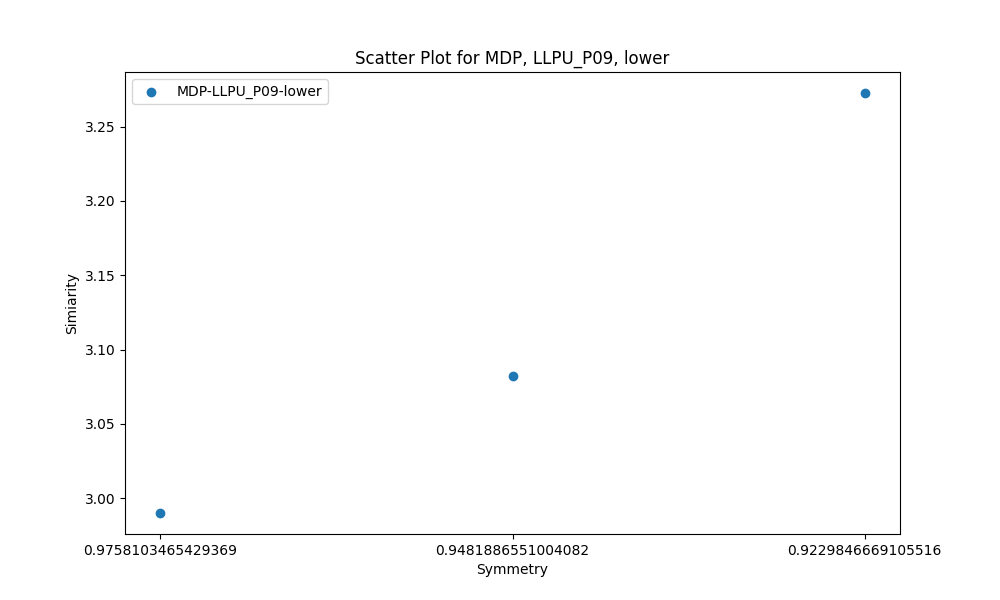 Scatter Plot for MDP, LLPU_P09, lower
MDP-LLPU_P09-lower
3.25
3.20
3.15
3.10
3.05
3.00
Simiarity
0.9758103465429369
0.9481886551004082
0.9229846669105516
Symmetry